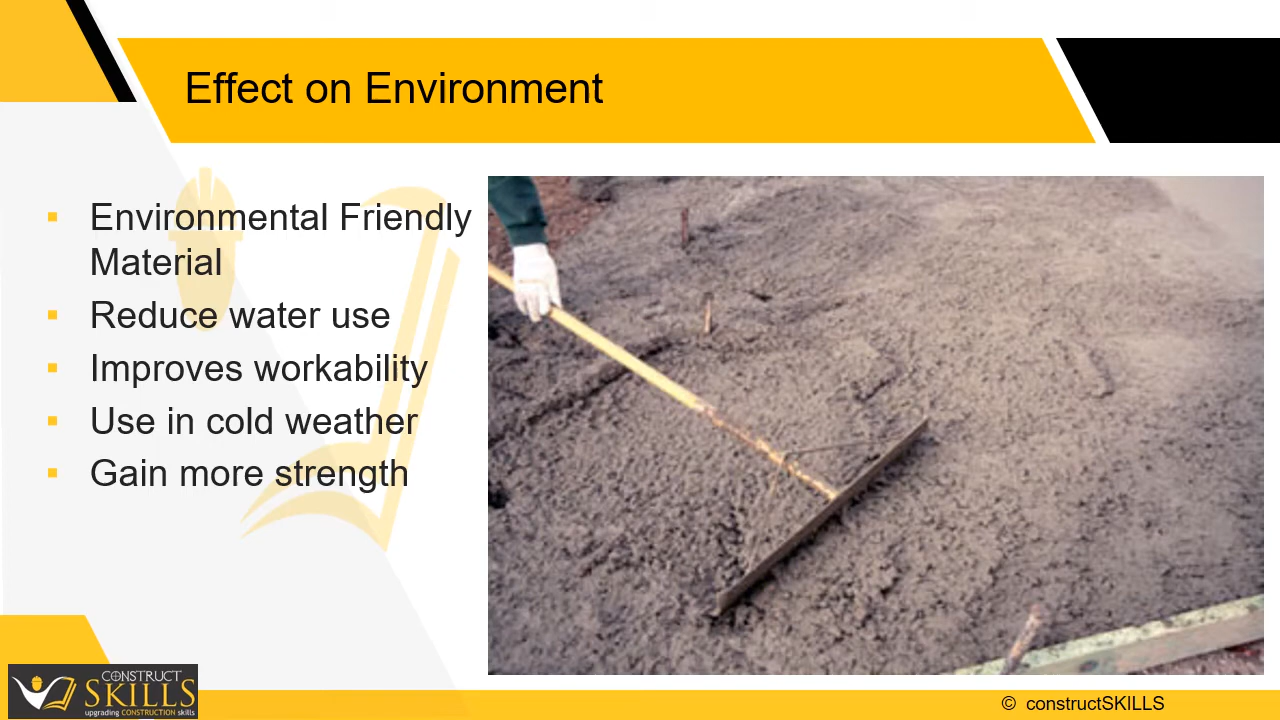 Effect on Environment
Environmental Friendly
Material
Reduce water use
Improves workability
Use in cold weather
Gain more strength
CONSTRUCT
SKILLS
upgrading CONSTRUCTION skills
© constructSKILLS